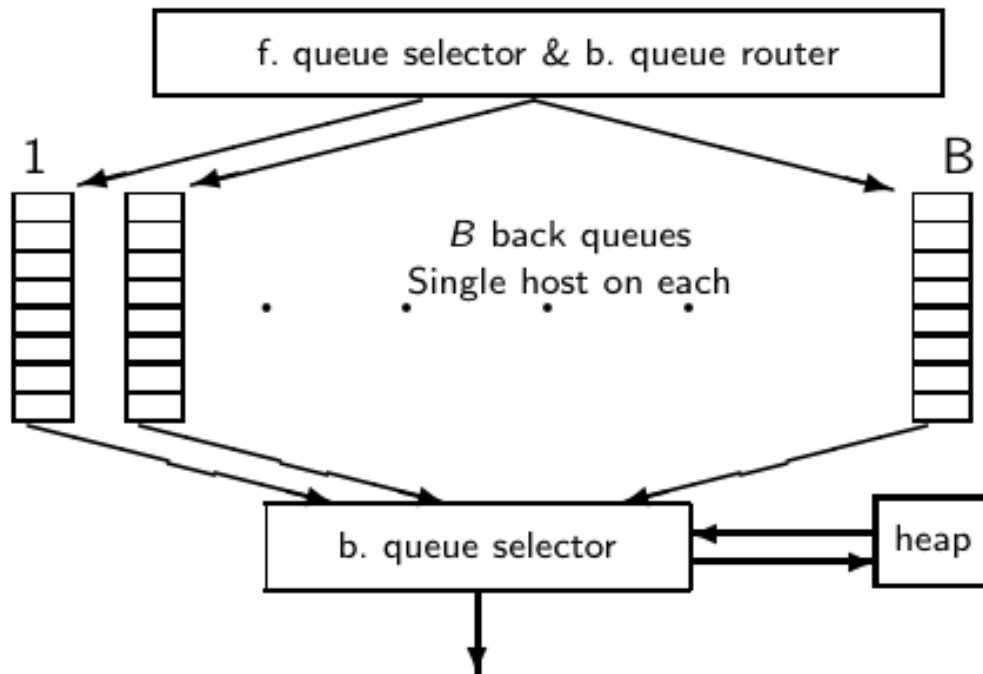 f. queue selector & b. queue router
1
B
B back queues
Single host on each
b. queue selector
heap